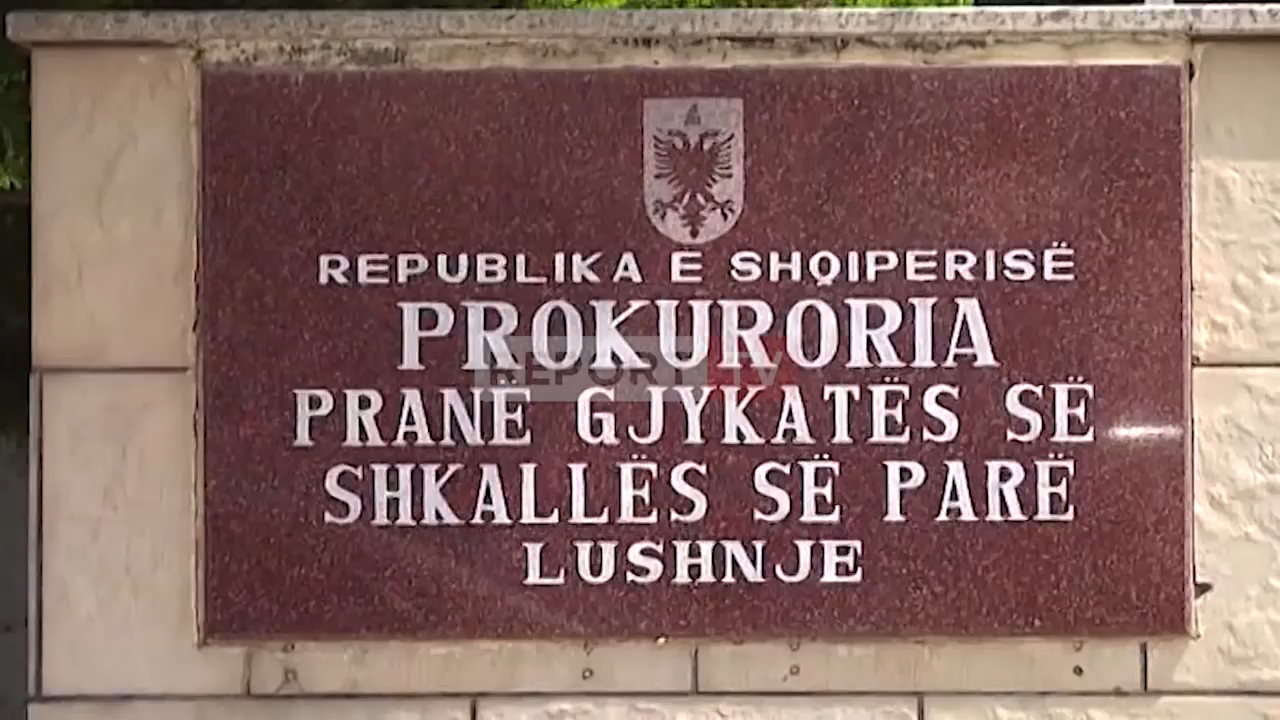 REPUBLIKA E SHQIPERISË
PROKURORIA
REPORT TV
PRANË GJYKATËS SË
SHKALLËS SË PARË
LUSHNJE